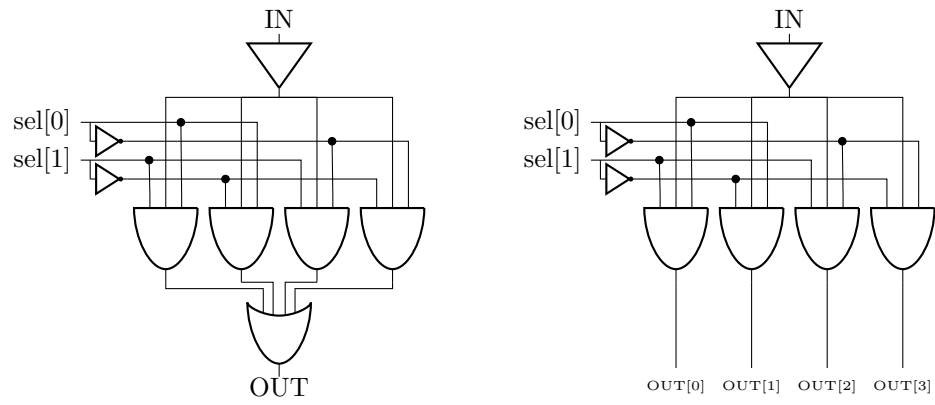 IN
sel[0]
sel[1]
OUT
IN
sel[0]
sel[1]
OUT[0] OUT[1] OUT[2] OUT[3]